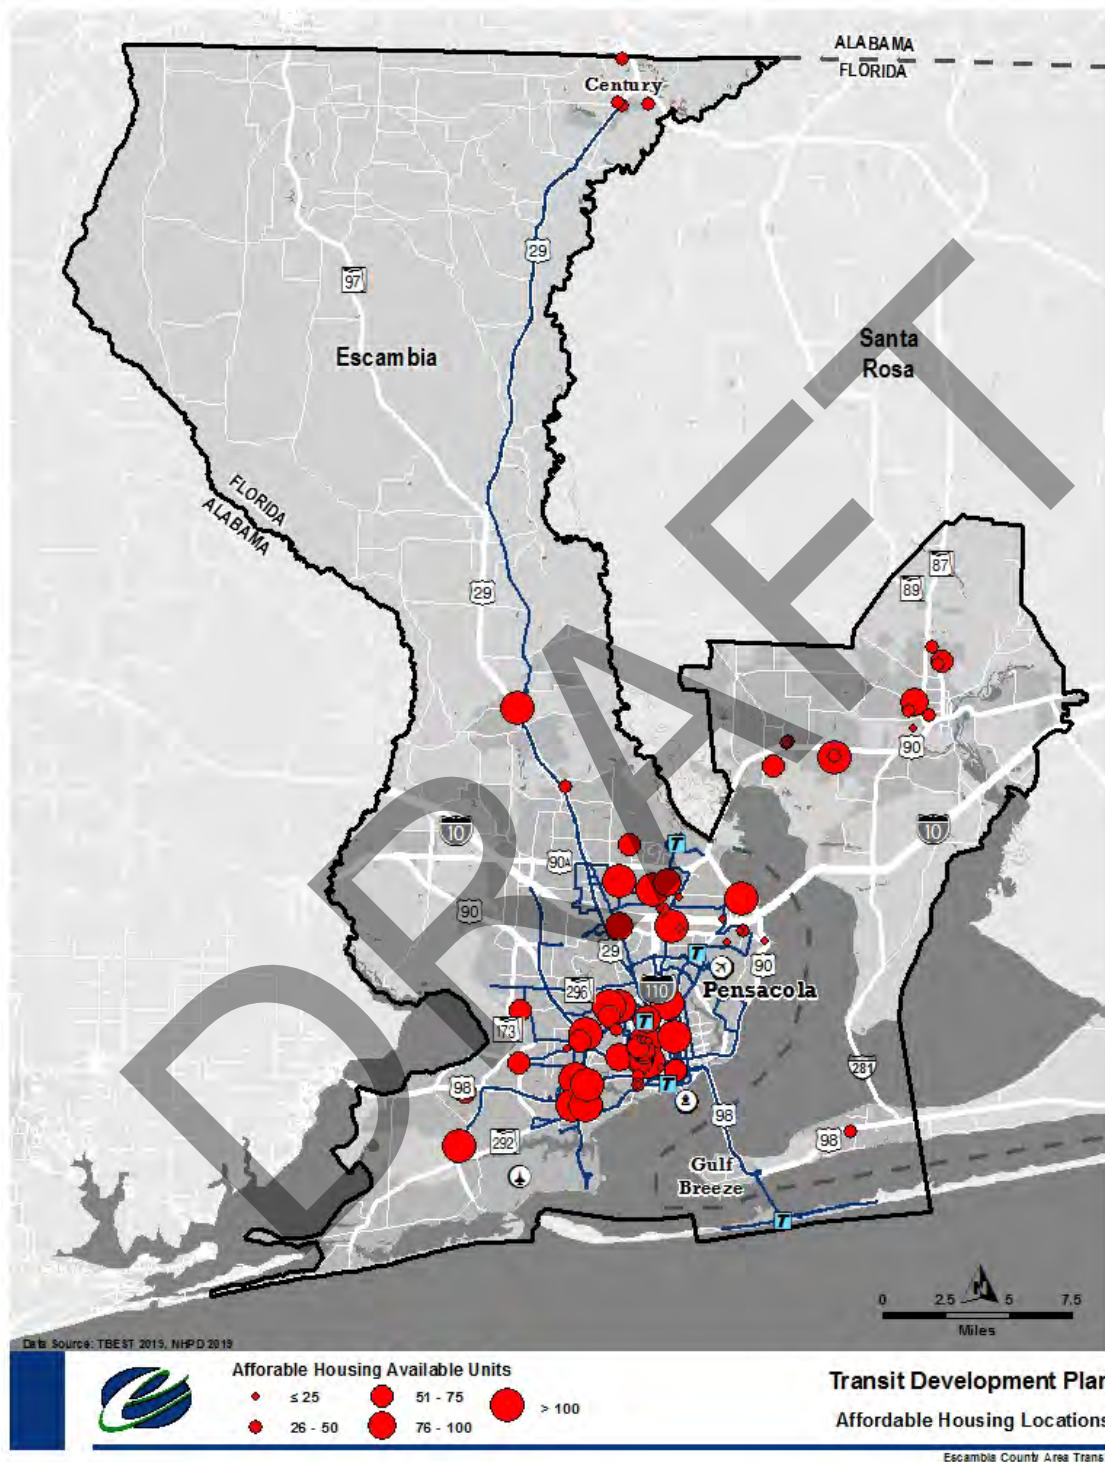 ALABAMA
FLORIDA
Century
29
97
Santa
Rosa
Escambia
FLORIDA
ALABAMA
87
89
29
90
10
10
90A
90
29
90
296
110
Pensacola
173
281
98
98
98
292
Gulf
Breeze
DRAFT
T
T
T
T
T
N
0 2.5 5 7.5
Miles
Data Source: TBEST 2019, NHPD 2019
Afforable Housing Available Units
≤ 25
51 - 75
> 100
26 - 50
76 - 100
Transit Development Plan
Affordable Housing Locations
Escambia County Area Trans